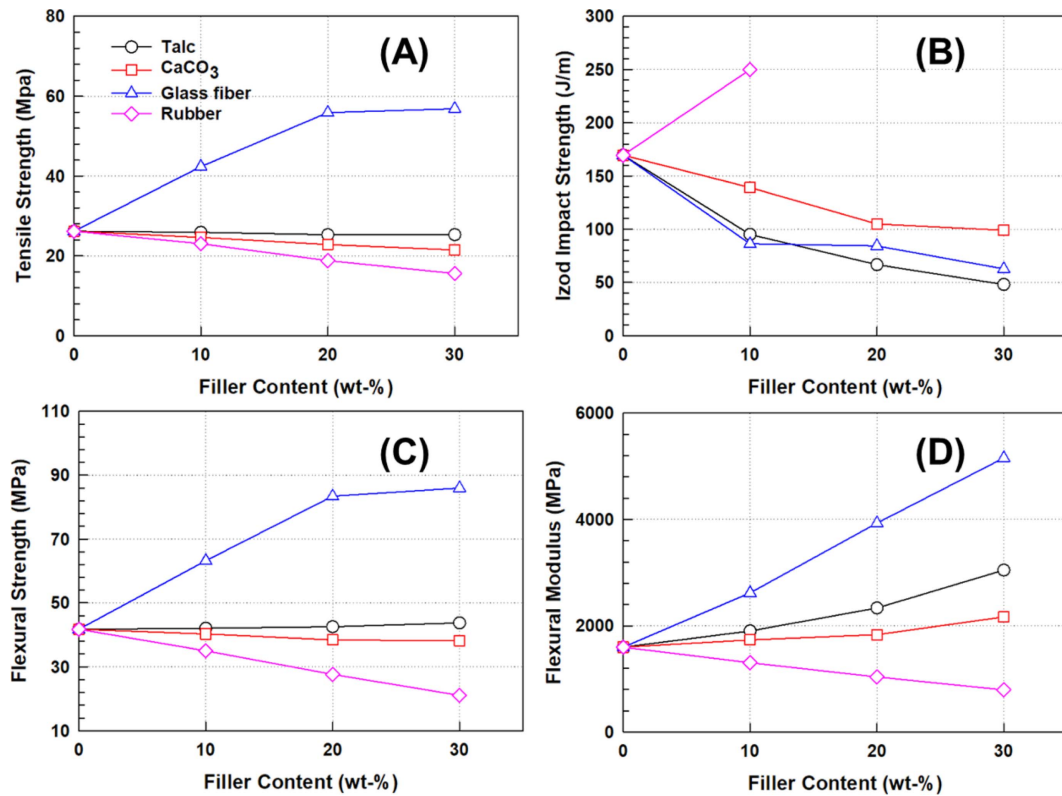 (A)
Tensile Strength (Mpa)
80
60
40
20
0
Talc
CaCO3
Glass fiber
Rubber
0 10 20 30
Filler Content (wt-%)
(B)
Izod Impact Strength (J/m)
300
250
200
150
100
50
0
0 10 20 30
Filler Content (wt-%)
(C)
Flexural Strength (MPa)
110
90
70
50
30
10
0 10 20 30
Filler Content (wt-%)
(D)
Flexural Modulus (MPa)
6000
4000
2000
0
0 10 20 30
Filler Content (wt-%)